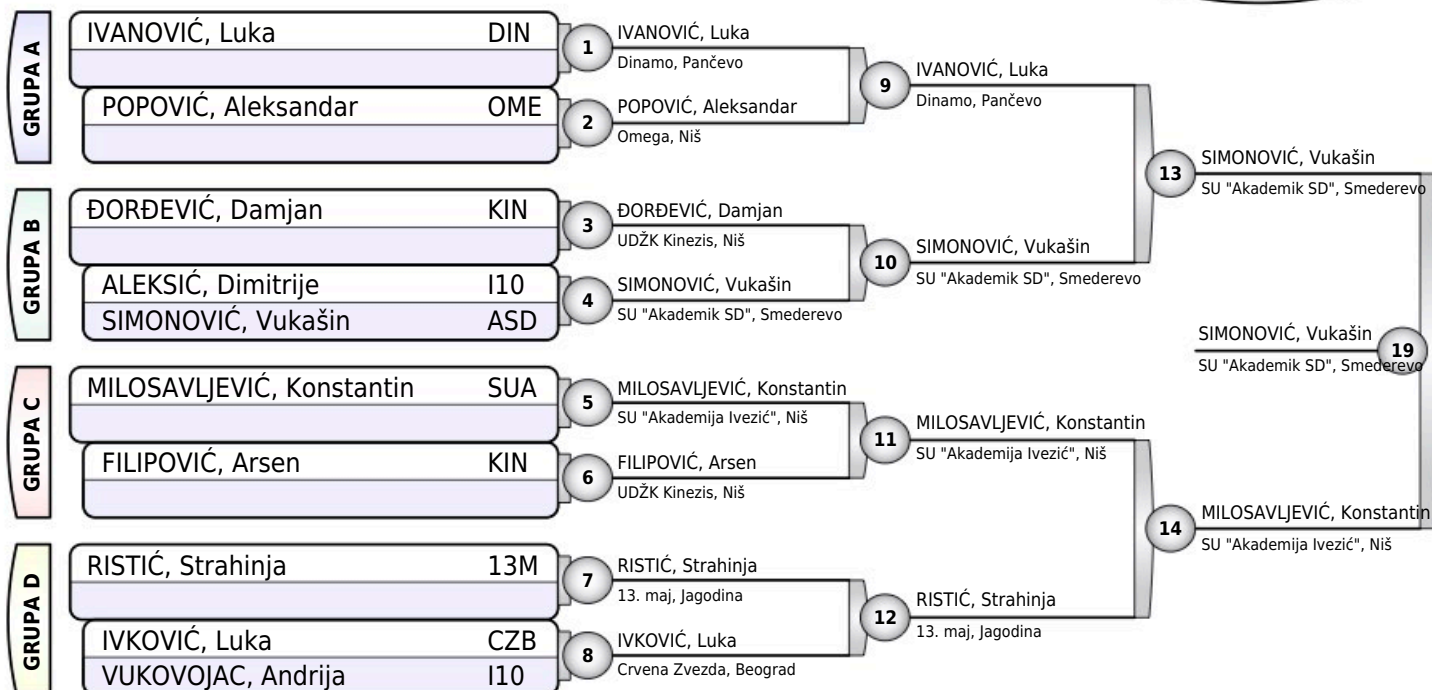 GRUPA A
IVANOVIĆ, Luka DIN
POPOVIĆ, Aleksandar OME
1
IVANOVIĆ, Luka
Dinamo, Pančevo
2
POPOVIĆ, Aleksandar
Omega, Niš
9
IVANOVIĆ, Luka
Dinamo, Pančevo
GRUPA B
ĐORĐEVIĆ, Damjan KIN
ALEKSIĆ, Dimitrije I10
SIMONOVIĆ, Vukašin ASD
3
ĐORĐEVIĆ, Damjan
UDŽK Kinezis, Niš
4
SIMONOVIĆ, Vukašin
SU "Akademik SD", Smederevo
10
SIMONOVIĆ, Vukašin
SU "Akademik SD", Smederevo
13
SIMONOVIĆ, Vukašin
SU "Akademik SD", Smederevo
SIMONOVIĆ, Vukašin
SU "Akademik SD", Smederevo
19
GRUPA C
MILOSAVLJEVIĆ, Konstantin SUA
FILIPOVIĆ, Arsen KIN
5
MILOSAVLJEVIĆ, Konstantin
SU "Akademija Ivezić", Niš
6
FILIPOVIĆ, Arsen
UDŽK Kinezis, Niš
11
MILOSAVLJEVIĆ, Konstantin
SU "Akademija Ivezić", Niš
14
MILOSAVLJEVIĆ, Konstantin
SU "Akademija Ivezić", Niš
GRUPA D
RISTIĆ, Strahinja 13M
IVKOVIĆ, Luka CZB
VUKOVOJAC, Andrija I10
7
RISTIĆ, Strahinja
13. maj, Jagodina
8
IVKOVIĆ, Luka
Crvena Zvezda, Beograd
12
RISTIĆ, Strahinja
13. maj, Jagodina